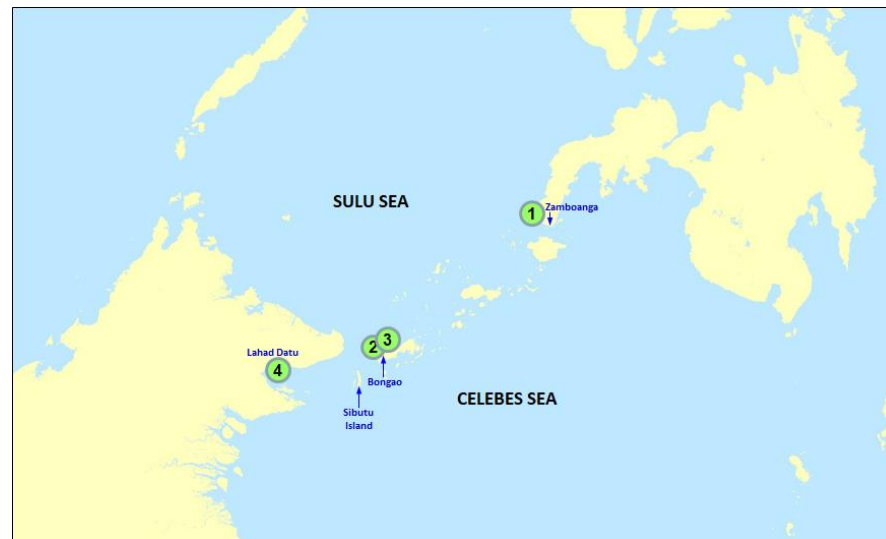 SULU SEA
1
Zamboanga
2
3
Lahad Datu
4
Bongao
Sibutu
Island
CELEBES SEA